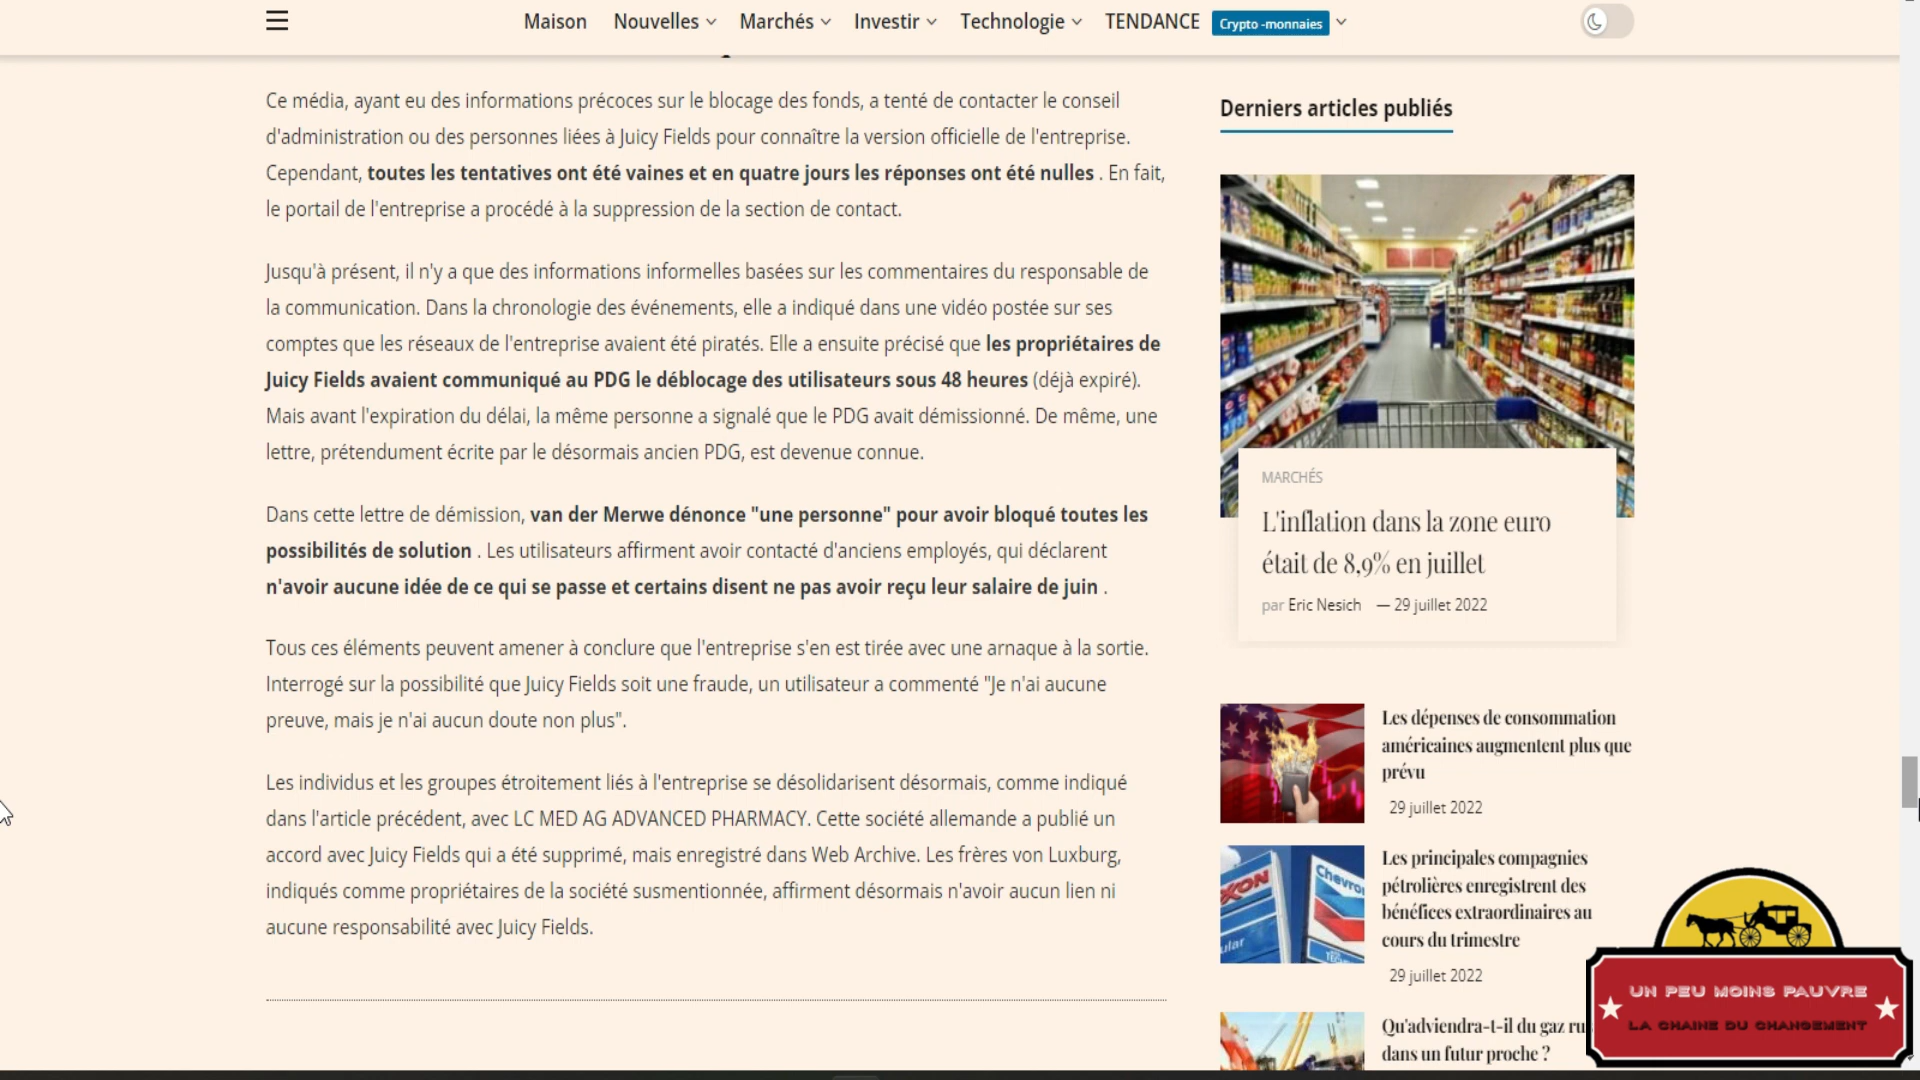 Maison Nouvelles Marchés Investir Technologie TENDANCE Crypto -monnaies
Ce média, ayant eu des informations précoces sur le blocage des fonds, a tenté de contacter le conseil
d'administration ou des personnes liées à Juicy Fields pour connaître la version officielle de l'entreprise.
Cependant, toutes les tentatives ont été vaines et en quatre jours les réponses ont été nulles . En fait,
le portail de l'entreprise a procédé à la suppression de la section de contact.
Jusqu'à présent, il n'y a que des informations informelles basées sur les commentaires du responsable de
la communication. Dans la chronologie des événements, elle a indiqué dans une vidéo postée sur ses
comptes que les réseaux de l'entreprise avaient été piratés. Elle a ensuite précisé que les propriétaires de
Juicy Fields avaient communiqué au PDG le déblocage des utilisateurs sous 48 heures (déjà expiré).
Mais avant l'expiration du délai, la même personne a signalé que le PDG avait démissionné. De même, une
lettre, prétendument écrite par le désormais ancien PDG, est devenue connue.
Dans cette lettre de démission, van der Merwe dénonce "une personne" pour avoir bloqué toutes les
possibilités de solution . Les utilisateurs affirment avoir contacté d'anciens employés, qui déclarent
n'avoir aucune idée de ce qui se passe et certains disent ne pas avoir reçu leur salaire de juin .
Tous ces éléments peuvent amener à conclure que l'entreprise s'en est tirée avec une arnaque à la sortie.
Interrogé sur la possibilité que Juicy Fields soit une fraude, un utilisateur a commenté "Je n'ai aucune
preuve, mais je n'ai aucun doute non plus".
Les individus et les groupes étroitement liés à l'entreprise se désolidarisent désormais, comme indiqué
dans l'article précédent, avec LC MED AG ADVANCED PHARMACY. Cette société allemande a publié un
accord avec Juicy Fields qui a été supprimé, mais enregistré dans Web Archive. Les frères von Luxburg,
indiqués comme propriétaires de la société susmentionnée, affirment désormais n'avoir aucun lien ni
aucune responsabilité avec Juicy Fields.
Derniers articles publiés
MARCHÉS
L'inflation dans la zone euro
était de 8,9% en juillet
par Eric Nesich — 29 juillet 2022
Les dépenses de consommation
américaines augmentent plus que
prévu
29 juillet 2022
Chevron
Les principales compagnies
pétrolières enregistrent des
bénéfices extraordinaires au
cours du trimestre
29 juillet 2022
Qu'adviendra-t-il du gaz ru
dans un futur proche ?
UN PEU MOINS PAUVRE
LA CHAINE DU CHANGEMENT